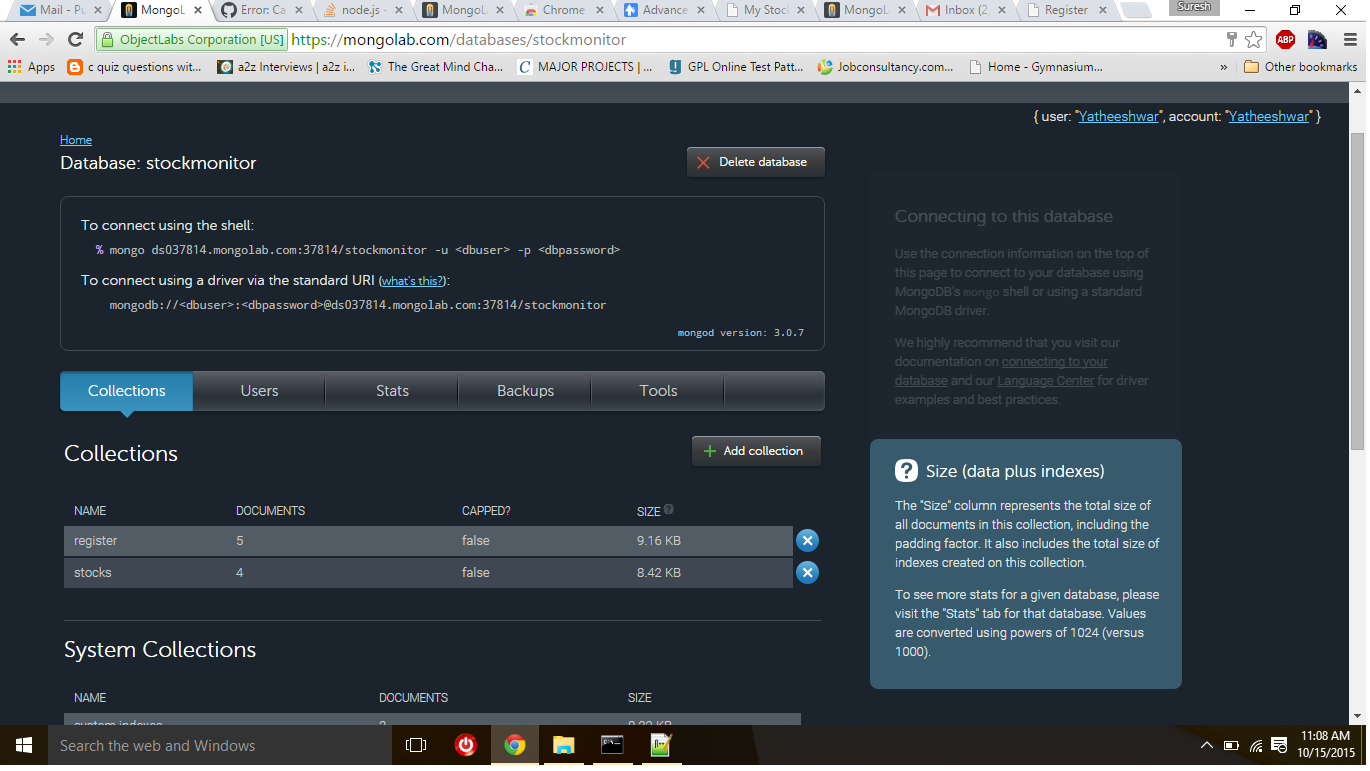 Mail - Pu
MongoL
Error: Ca
node.js -
MongoL
Chrome
Advance
My Stoc
MongoL
Inbox (2
Register
Suresh
ObjectLabs Corporation [US]
https://mongolab.com/databases/stockmonitor
ABP
Apps
c quiz questions wit...
a2z Interviews | a2z i...
The Great Mind Cha...
MAJOR PROJECTS | ...
GPL Online Test Patt...
Jobconsultancy.com...
Home - Gymnasium...
»
Other bookmarks
{ user: "Yatheeshwar", account: "Yatheeshwar" }
Home
Database: stockmonitor
Delete database
To connect using the shell:
% mongo ds037814.mongolab.com:37814/stockmonitor -u <dbuser> -p <dbpassword>
To connect using a driver via the standard URI (what's this?):
mongodb://<dbuser>:<dbpassword>@ds037814.mongolab.com:37814/stockmonitor
mongod version: 3.0.7
Connecting to this database
Use the connection information on the top of
this page to connect to your database using
MongoDB's mongo shell or using a standard
MongoDB driver.
We highly recommend that you visit our
documentation on connecting to your
database and our Language Center for driver
examples and best practices.
Collections
Users
Stats
Backups
Tools
Collections
Add collection
NAME DOCUMENTS CAPPED? SIZE ?
register 5 false 9.16 KB
stocks 4 false 8.42 KB
? Size (data plus indexes)
The "Size" column represents the total size of
all documents in this collection, including the
padding factor. It also includes the total size of
indexes created on this collection.
To see more stats for a given database, please
visit the "Stats" tab for that database. Values
are converted using powers of 1024 (versus
1000).
System Collections
NAME DOCUMENTS SIZE
system.indexes
Search the web and Windows
11:08 AM
10/15/2015